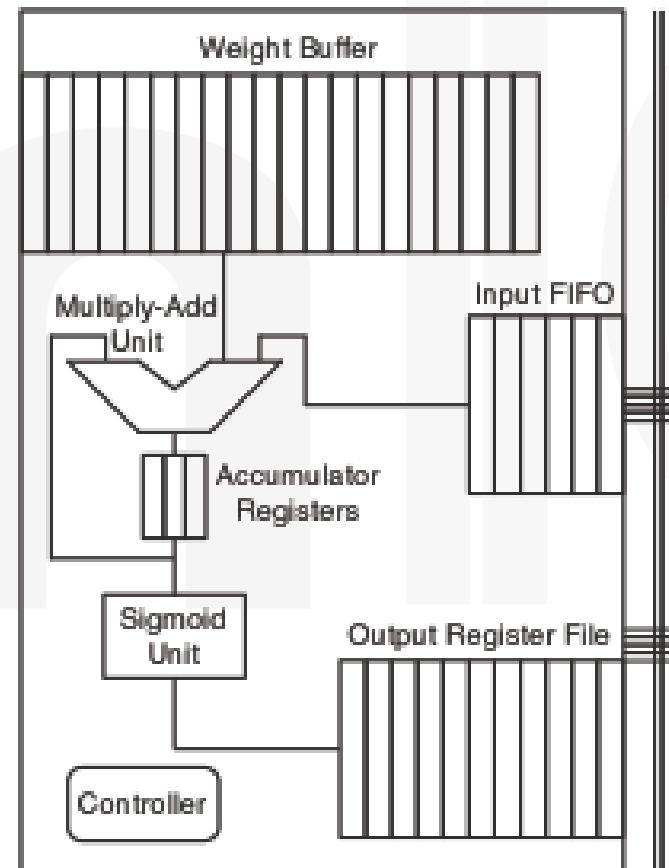 Weight Buffer
Multiply-Add
Unit
Input FIFO
Accumulator
Registers
Sigmoid
Unit
Output Register File
Controller